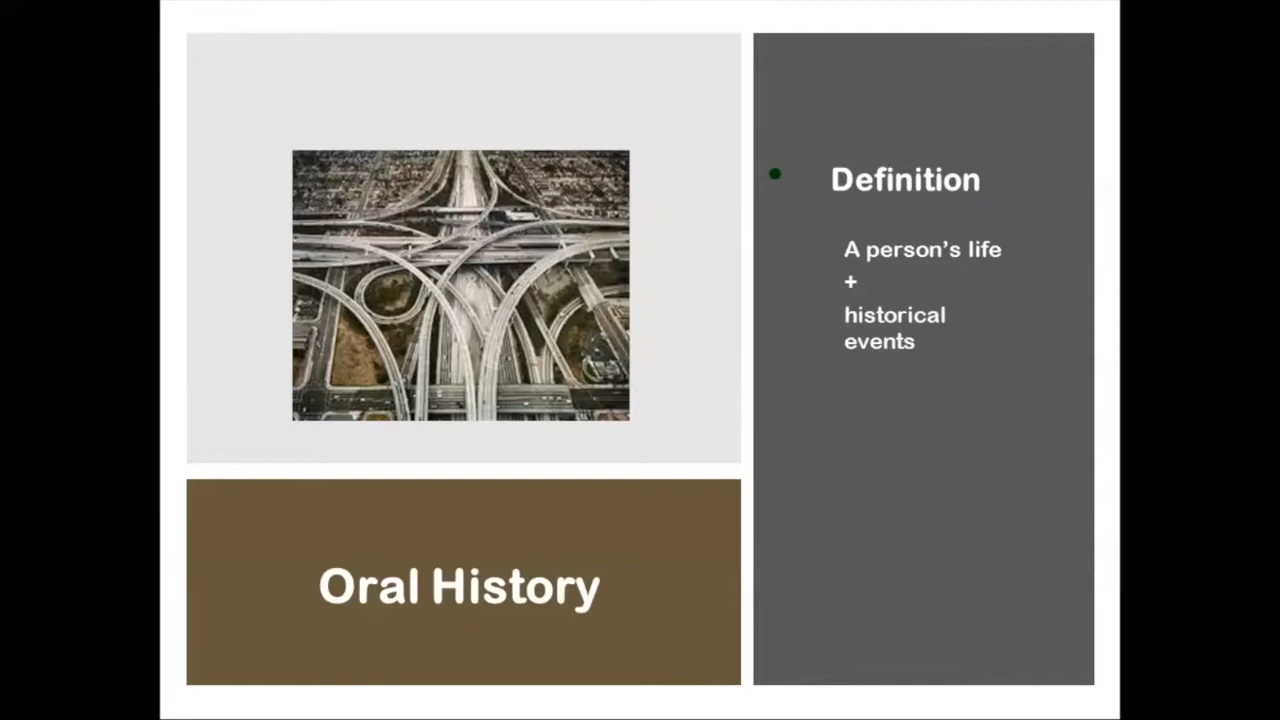 Definition
A person's life
+
historical
events
Oral History